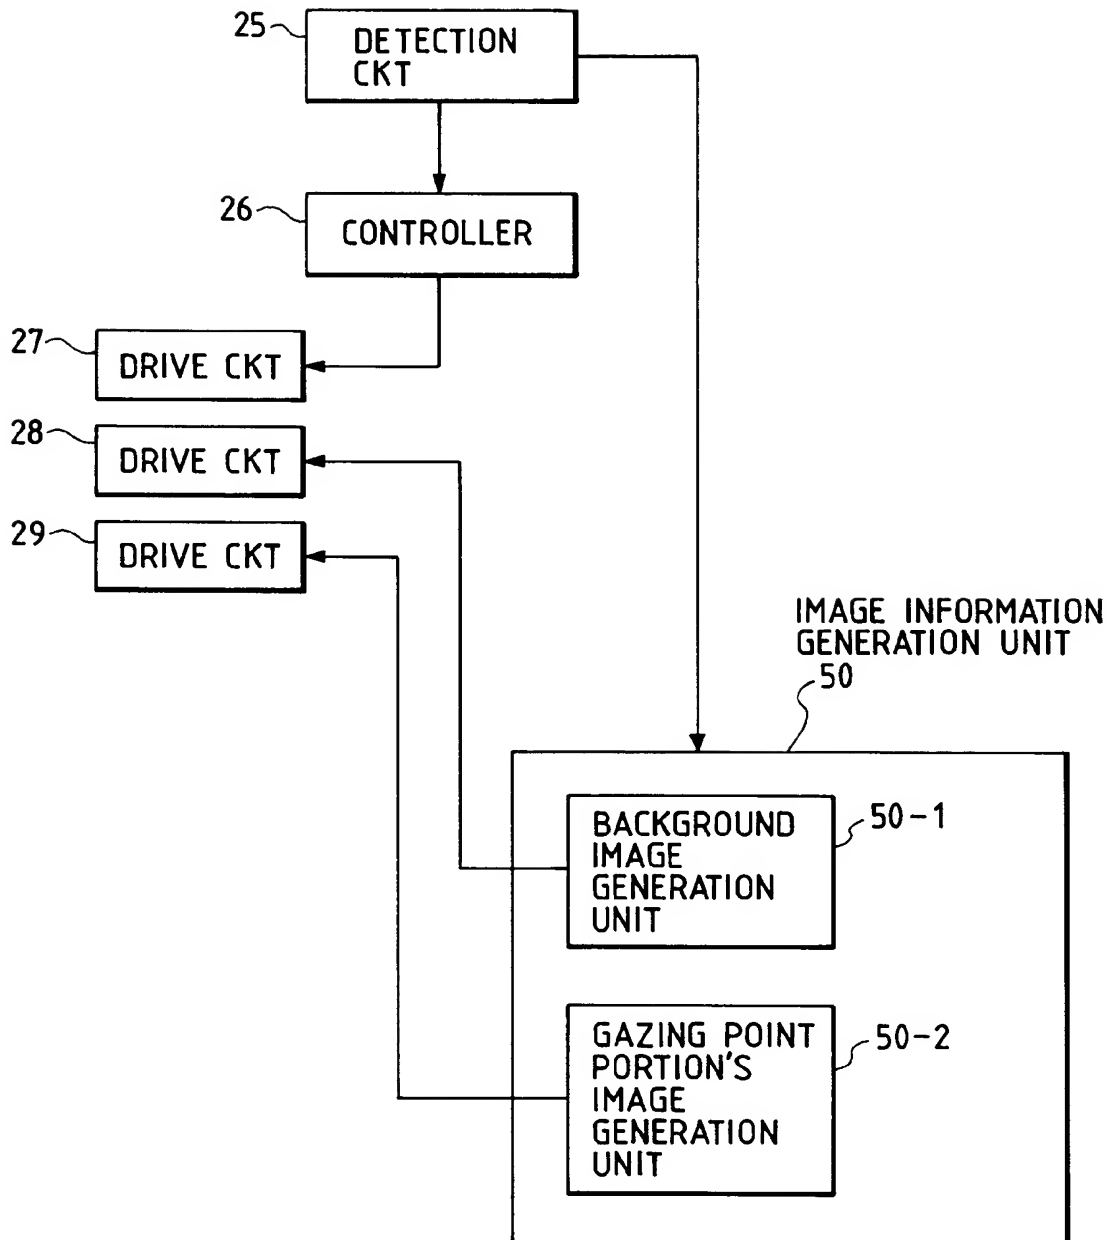 25
DETECTION
CKT
26
CONTROLLER
27
DRIVE CKT
28
DRIVE CKT
29
DRIVE CKT
IMAGE INFORMATION
GENERATION UNIT
50
BACKGROUND
IMAGE
GENERATION
UNIT
50-1
GAZING POINT
PORTION'S
IMAGE
GENERATION
UNIT
50-2